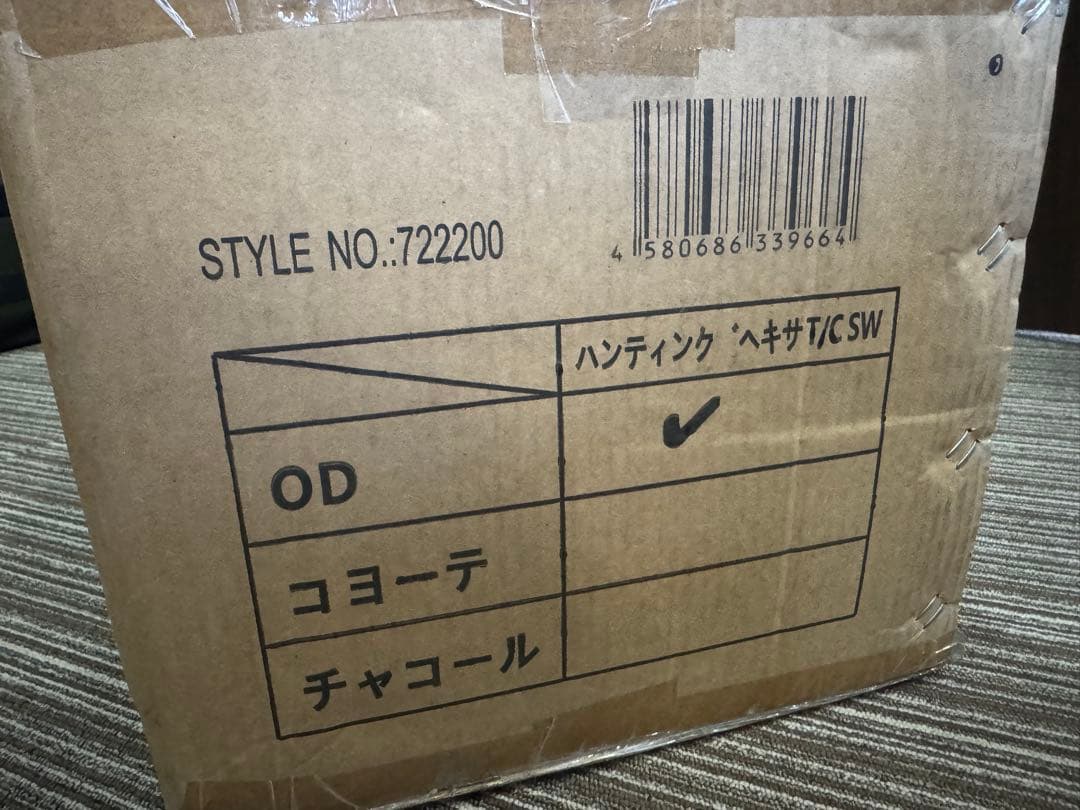 STYLE NO.:722200
4 580686 339664
ハンティング ヘキサT/C SW
OD ✔
コヨーテ
チャコール